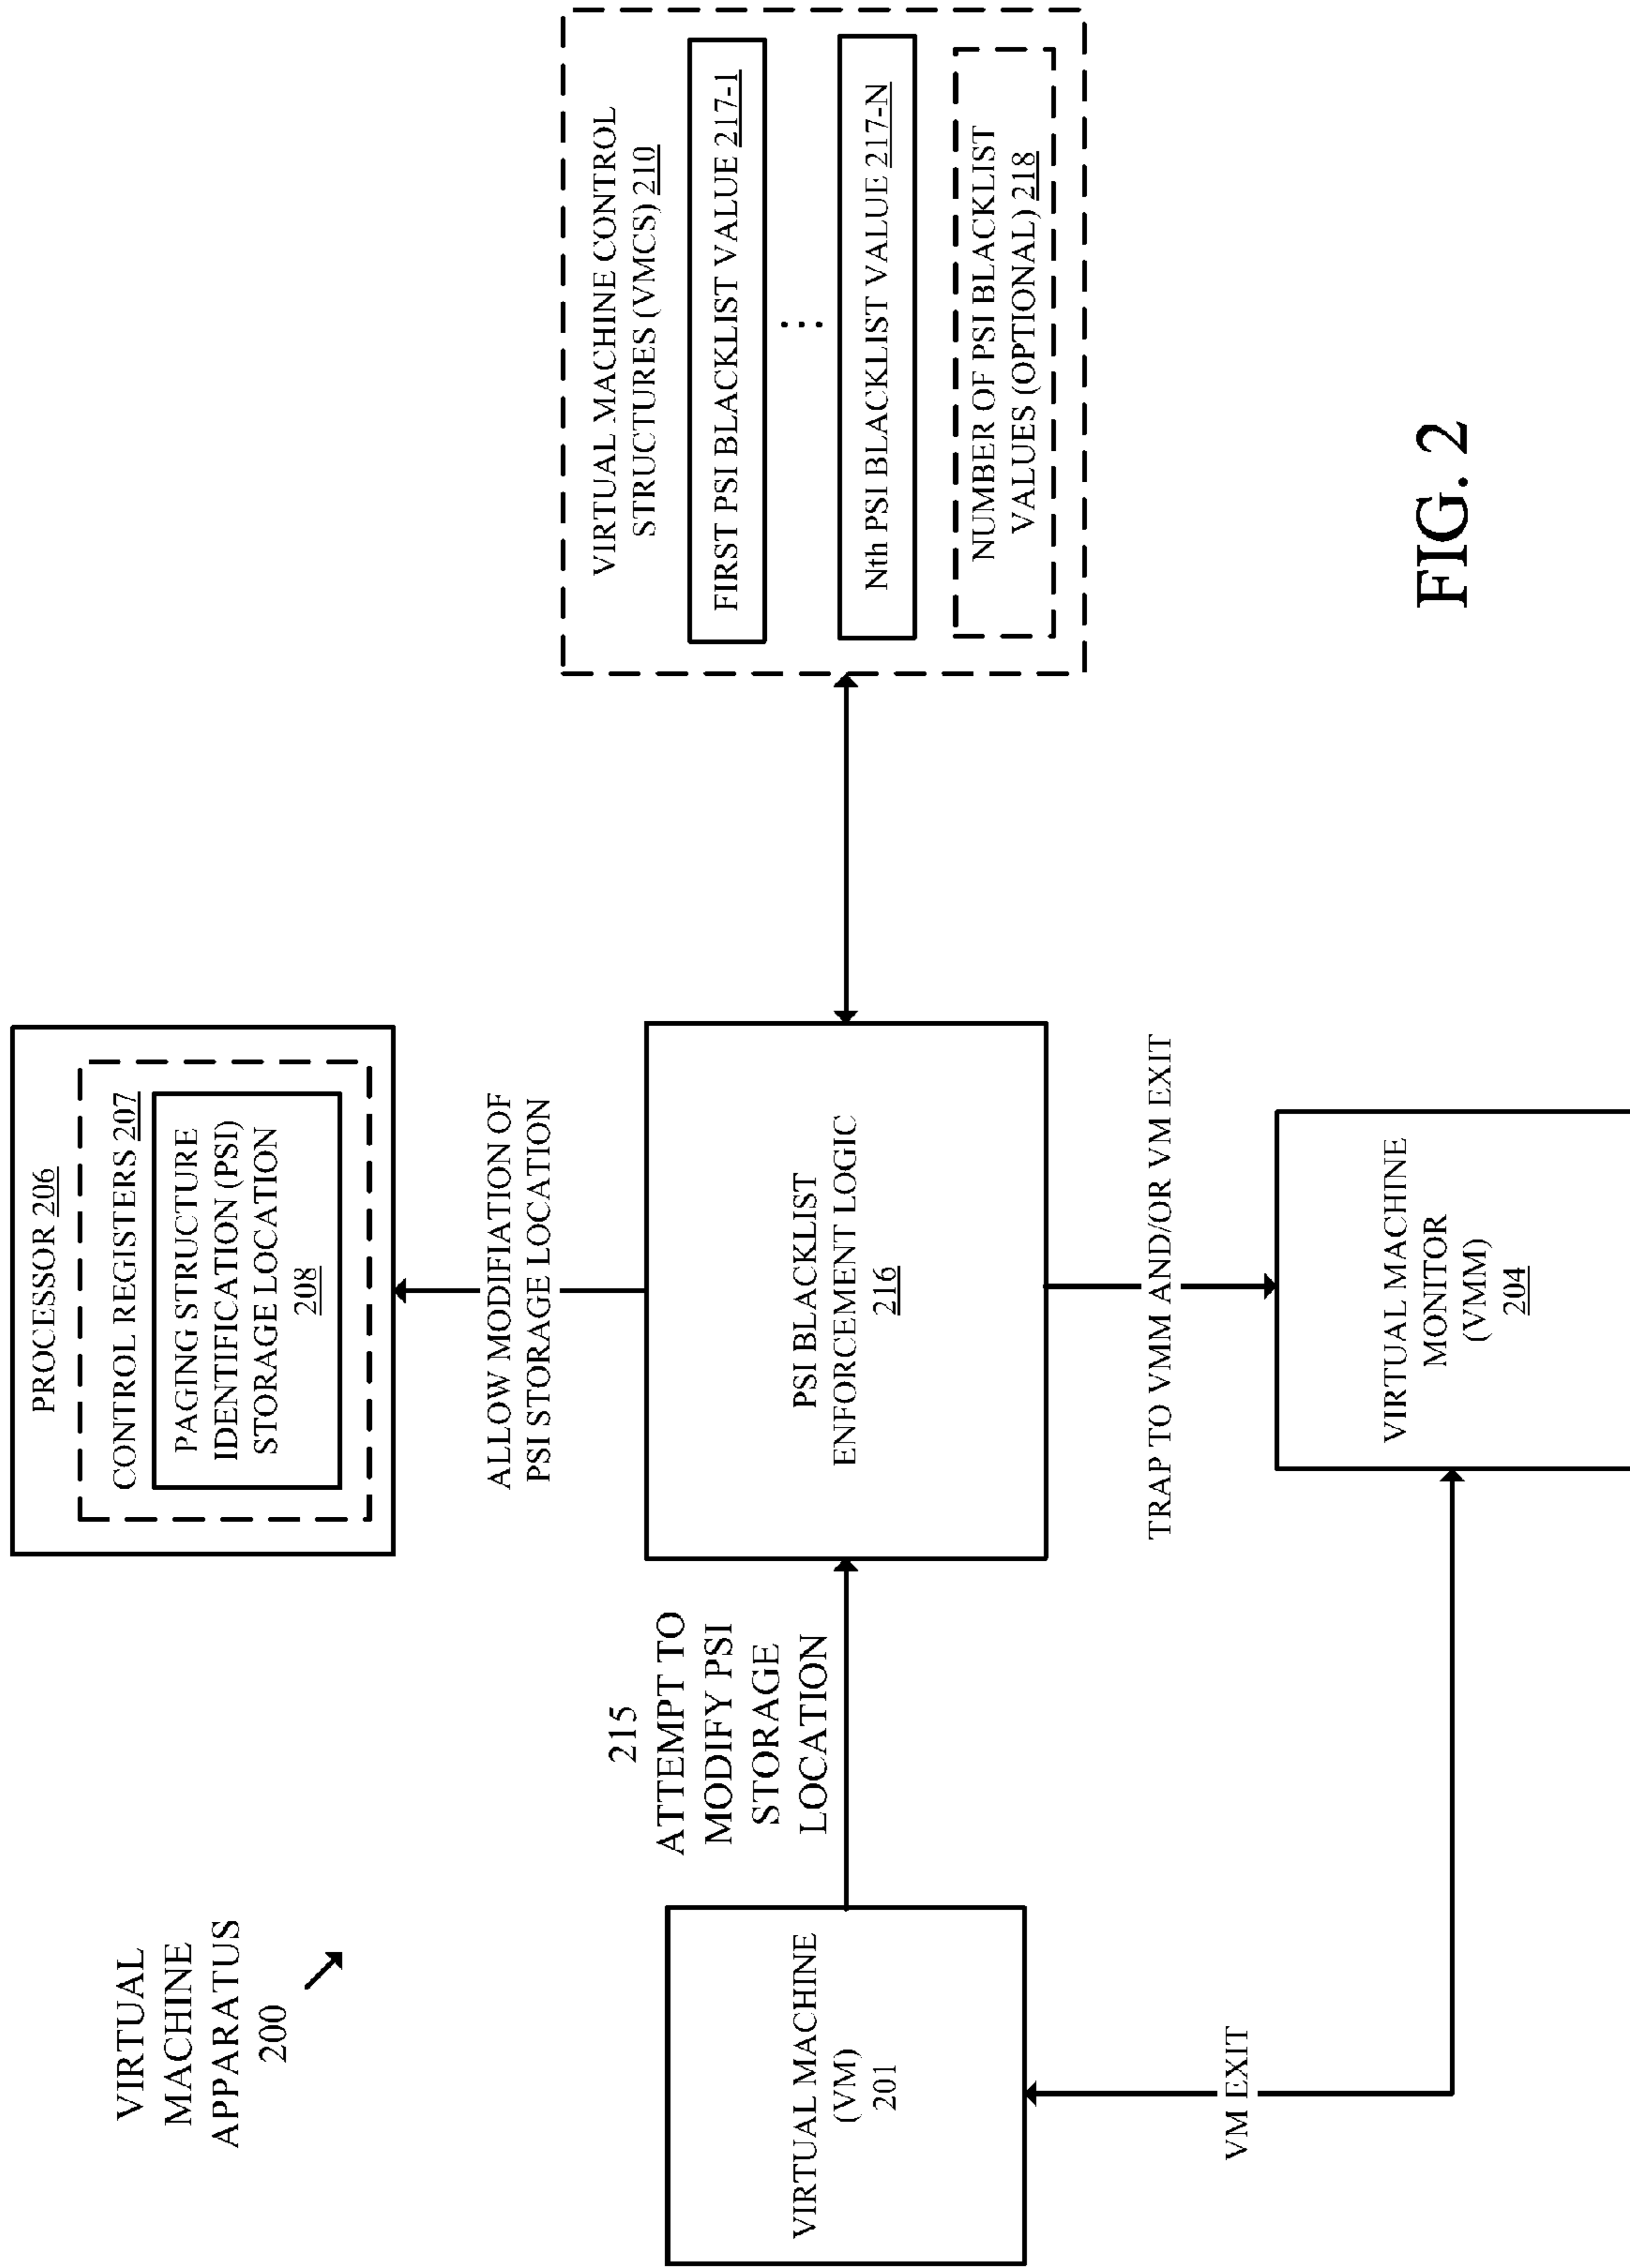 VIRTUAL
MACHINE
APPARATUS
200
PROCESSOR 206
CONTROL REGISTERS 207
PAGING STRUCTURE
IDENTIFICATION (PSI)
STORAGE LOCATION
208
ALLOW MODIFIATION OF
PSI STORAGE LOCATION
VIRTUAL MACHINE
(VM)
201
215
ATTEMPT TO
MODIFY PSI
STORAGE
LOCATION
PSI BLACKLIST
ENFORCEMENT LOGIC
216
VIRTUAL MACHINE CONTROL
STRUCTURES (VMCS) 210
FIRST PSI BLACKLIST VALUE 217-1
...
Nth PSI BLACKLIST VALUE 217-N
NUMBER OF PSI BLACKLIST
VALUES (OPTIONAL) 218
TRAP TO VMM AND/OR VM EXIT
VM EXIT
VIRTUAL MACHINE
MONITOR
(VMM)
204
FIG. 2